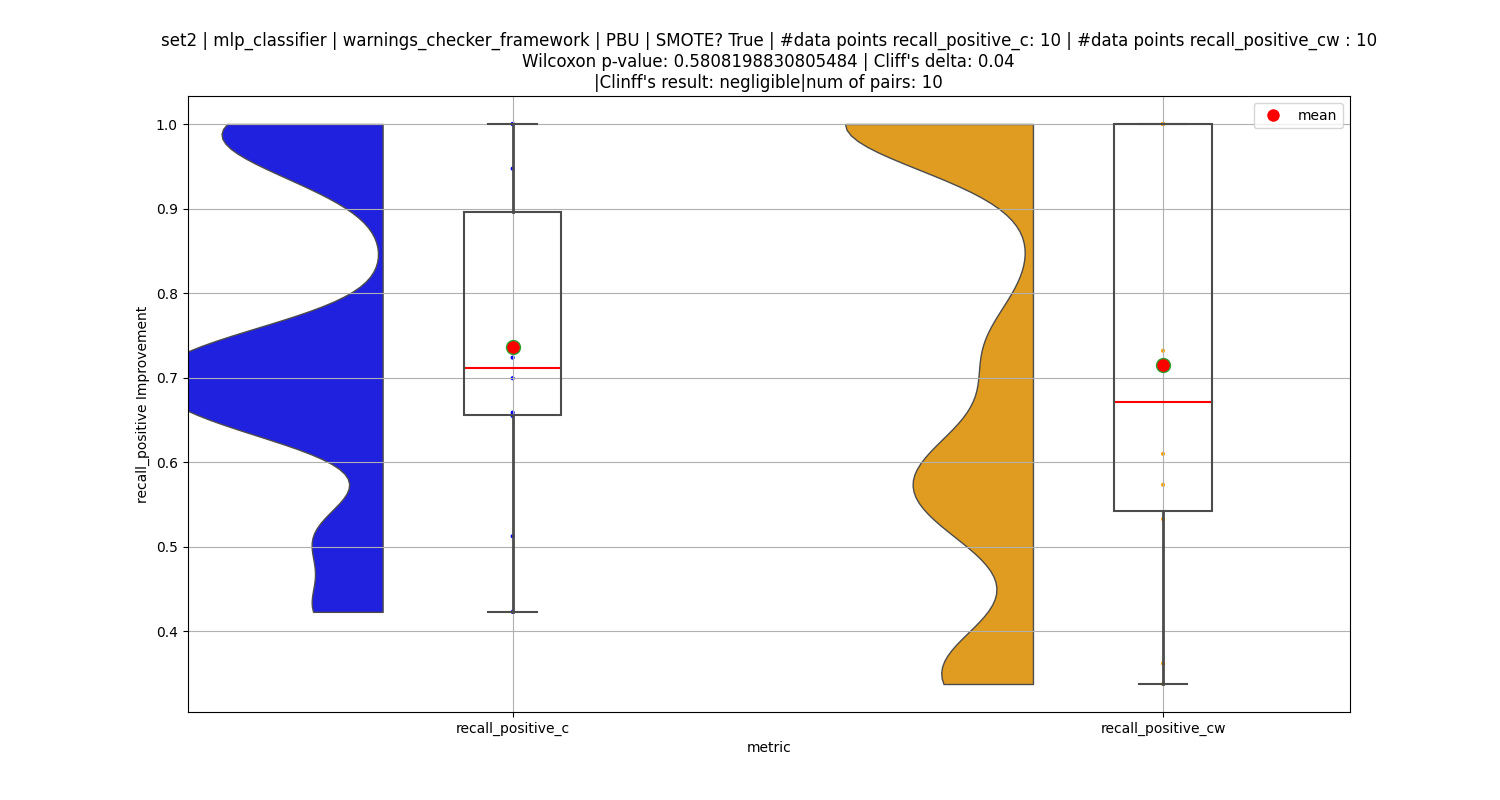 set2 | mlp_classifier | warnings_checker_framework | PBU | SMOTE? True | #data points recall_positive_c: 10 | #data points recall_positive_cw : 10
Wilcoxon p-value: 0.5808198830805484 | Cliff's delta: 0.04
|Clinff's result: negligible|num of pairs: 10
mean
1.0
0.9
0.8
0.7
0.6
0.5
0.4
recall_positive Improvement
recall_positive_c
recall_positive_cw
metric